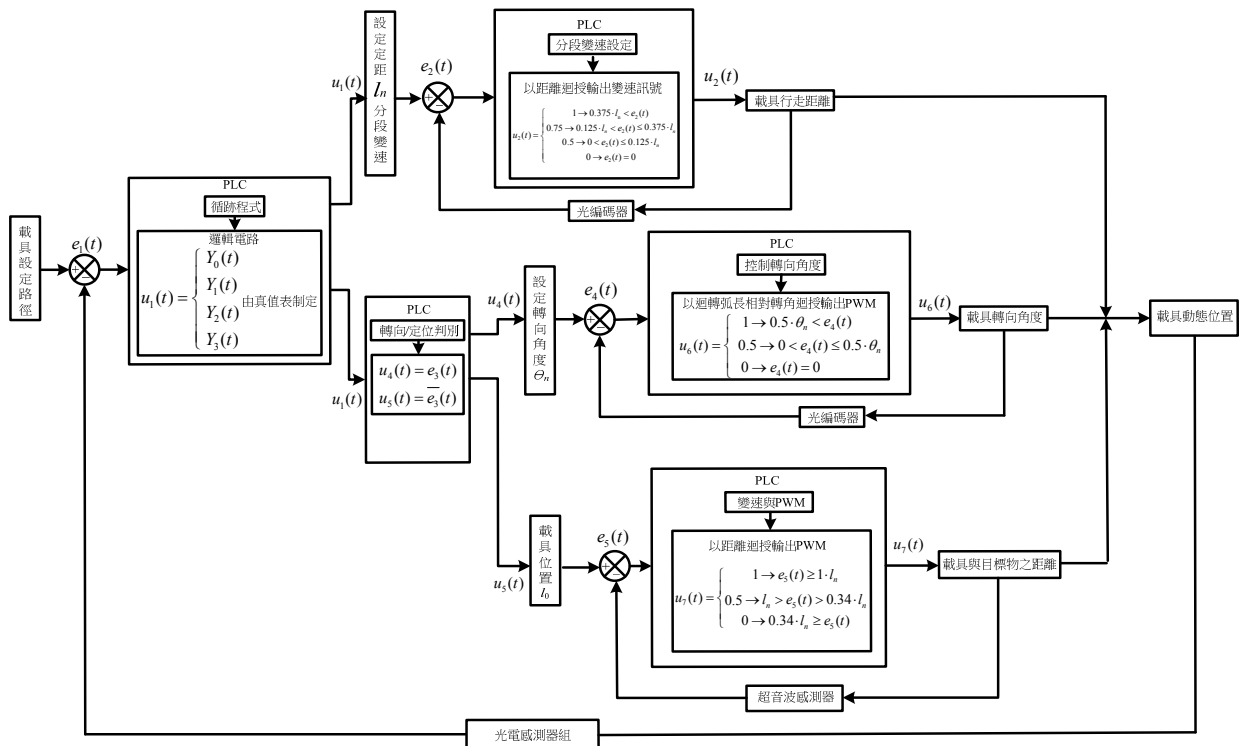 載具設定路徑
e₁(t)
+
−
PLC
循跡程式
邏輯電路
u₁(t) = { Y₀(t)
Y₁(t)
Y₂(t)
Y₃(t)
由真值表制定
u₁(t)
設定定距lₙ分段變速
e₂(t)
+
−
PLC
分段變速設定
以距離迴授輸出變速訊號
u₂(t) = { 1→0.375·lₙ<e₂(t)
0.75→0.125·lₙ<e₂(t)≤0.375·lₙ
0.5→0<e₂(t)≤0.125·lₙ
0→e₂(t)=0
u₂(t)
載具行走距離
光編碼器
u₁(t)
PLC
轉向/定位判別
u₄(t) = e₃(t)
u₅(t) = e̅₃(t)
u₄(t)
設定轉向角度θₙ
e₄(t)
+
−
PLC
控制轉向角度
以迴轉弧長相對轉角迴授輸出PWM
u₆(t) = { 1→0.5·θₙ<e₄(t)
0.5→0<e₄(t)≤0.5·θₙ
0→e₄(t)=0
u₆(t)
載具轉向角度
光編碼器
載具動態位置
u₅(t)
載具位置l₀
e₅(t)
+
−
PLC
變速與PWM
以距離迴授輸出PWM
u₇(t) = { 1→e₅(t)≥1·lₙ
0.5→lₙ>e₅(t)>0.34·lₙ
0→0.34·lₙ≥e₅(t)
u₇(t)
載具與目標物之距離
超音波感測器
光電感測器組